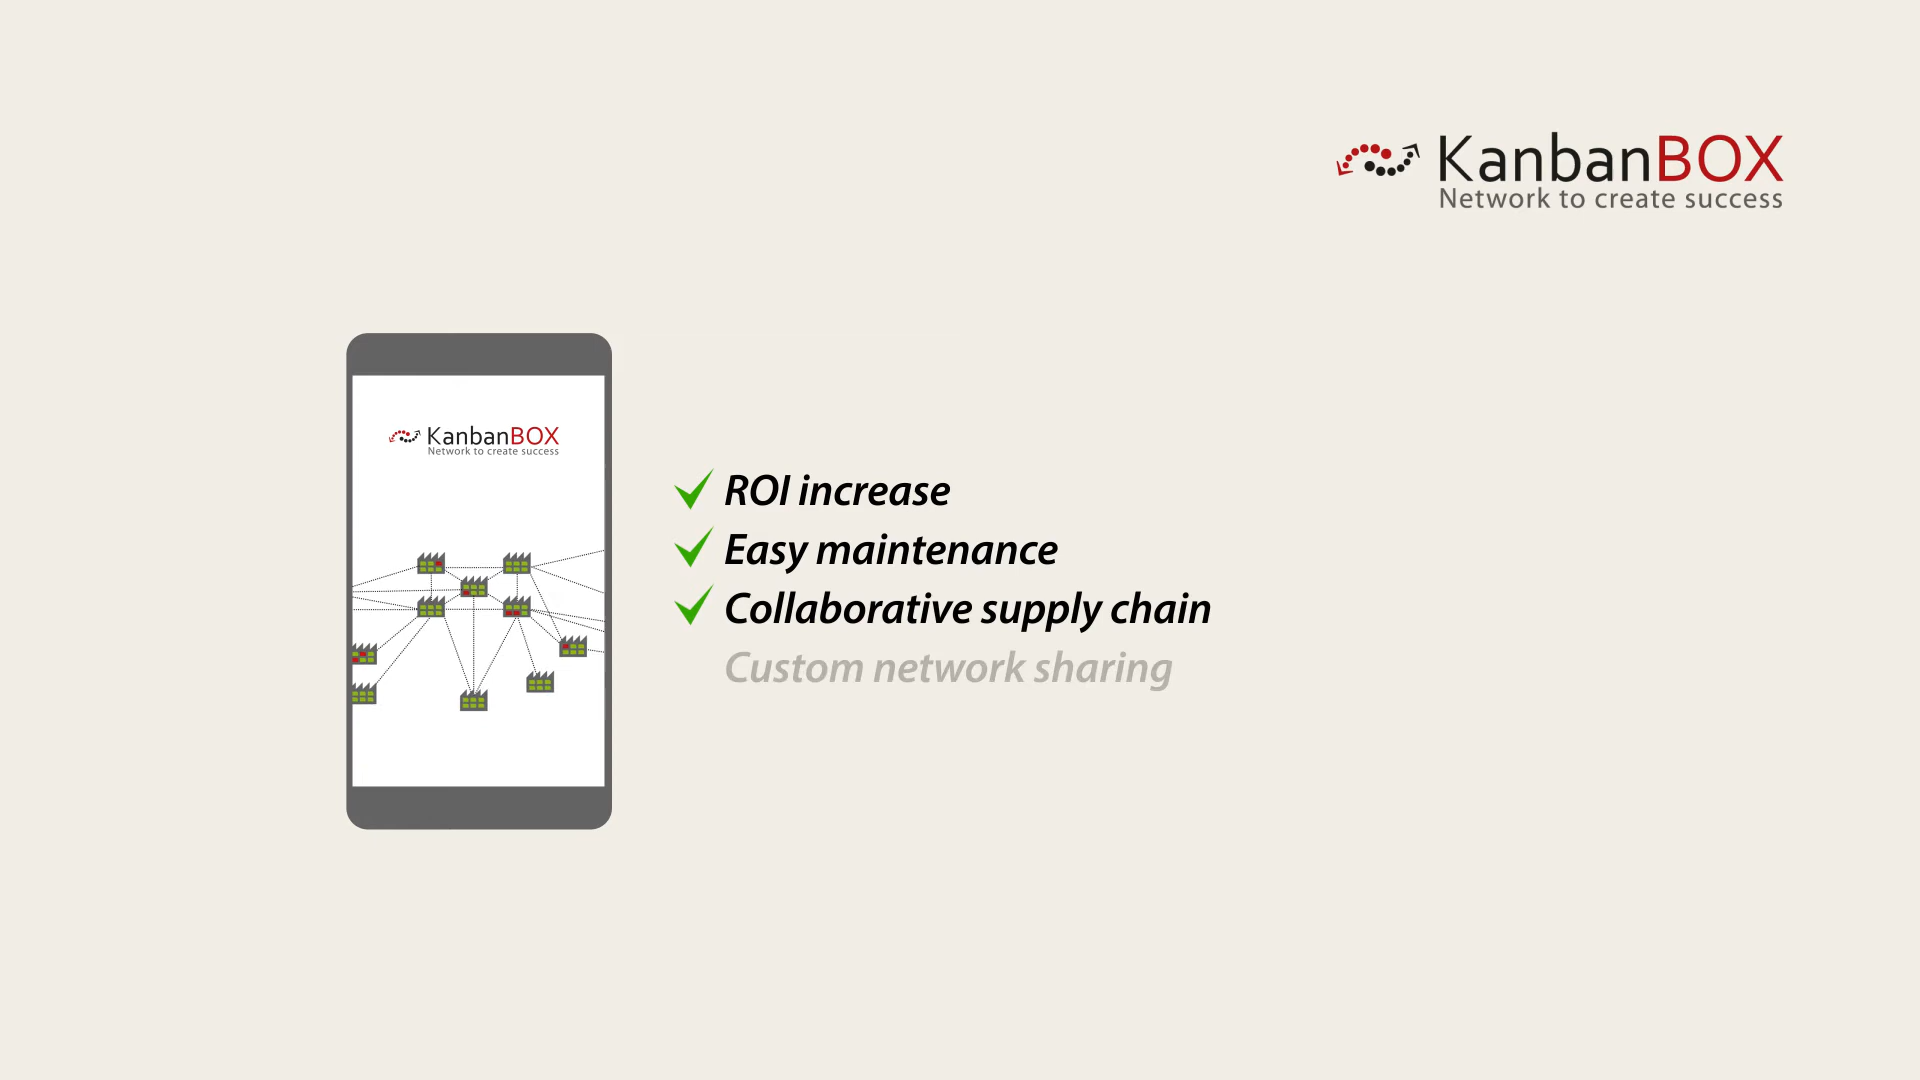 KanbanBOX
Network to create success
KanbanBOX
Network to create success
ROI increase
Easy maintenance
Collaborative supply chain
Custom network sharing